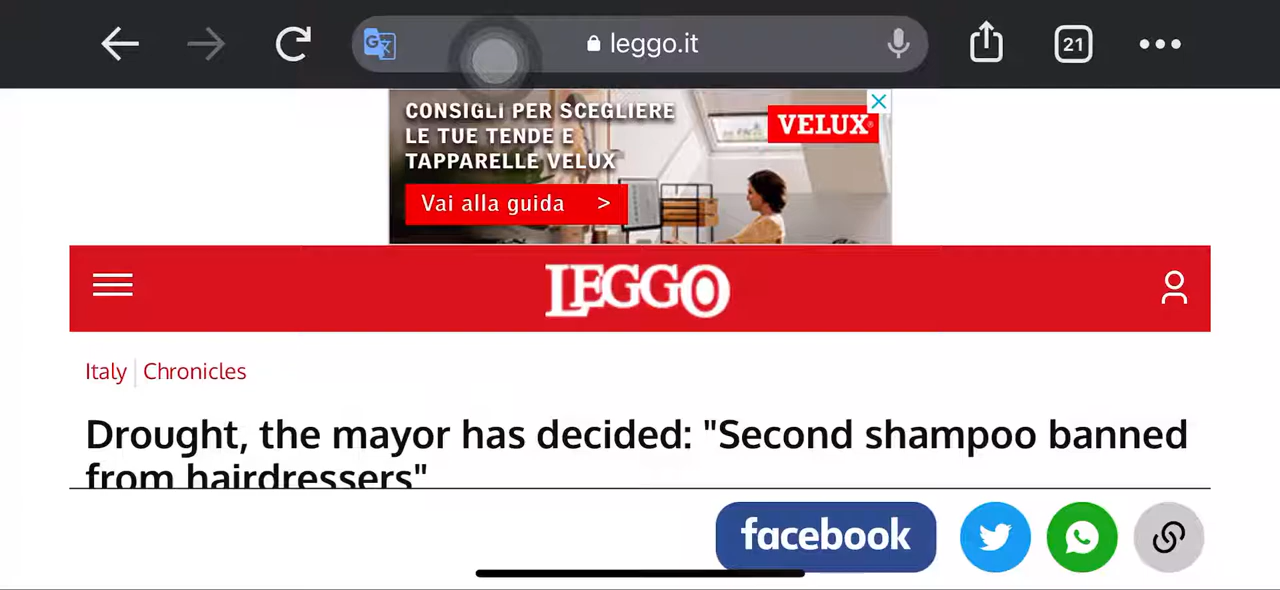 leggo.it
21
CONSIGLI PER SCEGLIERE
LE TUE TENDE E
TAPPARELLE VELUX
VELUX®
Vai alla guida >
LEGGO
Italy | Chronicles
Drought, the mayor has decided: "Second shampoo banned
from hairdressers"
facebook